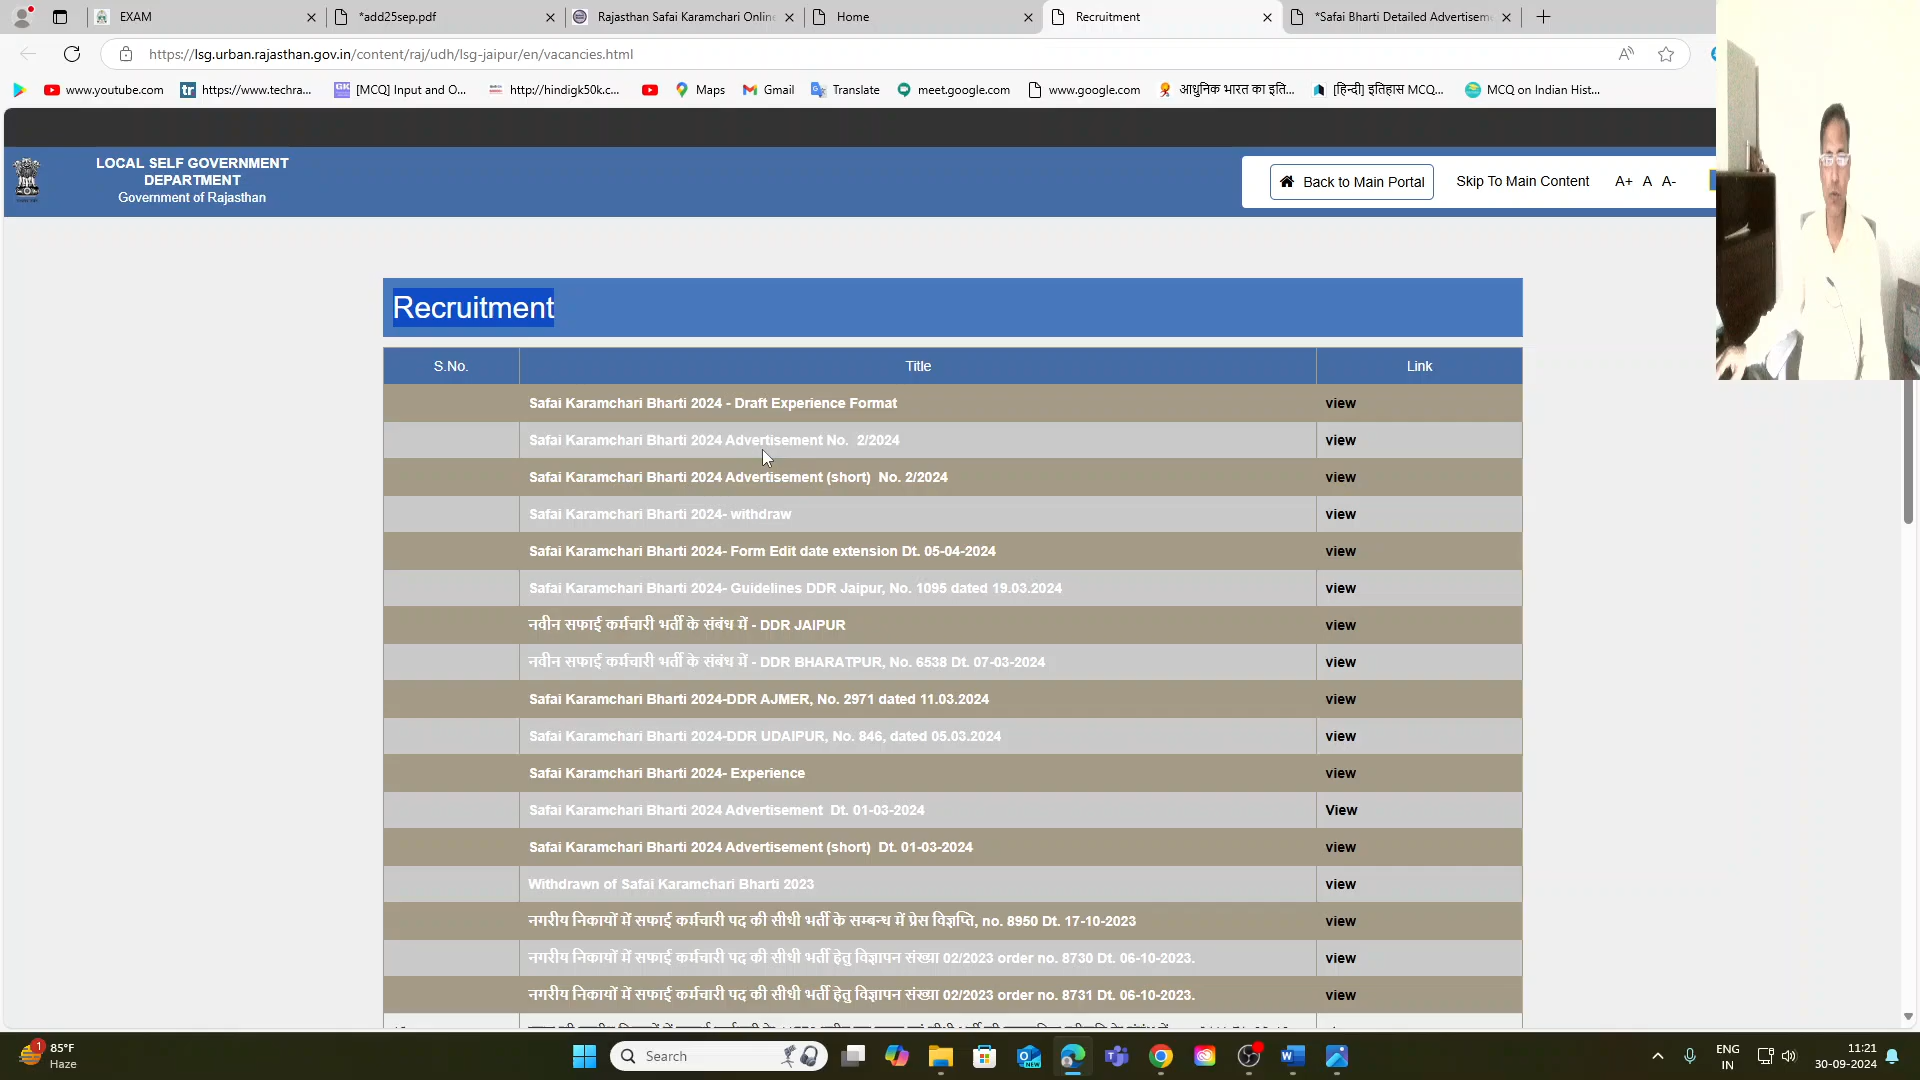 EXAM
*add25sep.pdf
Rajasthan Safai Karamchari Onlin
Home
Recruitment
*Safai Bharti Detailed Advertisem
https://lsg.urban.rajasthan.gov.in/content/raj/udh/lsg-jaipur/en/vacancies.html
www.youtube.com
https://www.techra...
[MCQ] Input and O...
http://hindigk50k.c...
Maps
Gmail
Translate
meet.google.com
www.google.com
आधुनिक भारत का इति...
[हिन्दी] इतिहास MCQ...
MCQ on Indian Hist...
LOCAL SELF GOVERNMENT
DEPARTMENT
Government of Rajasthan
Back to Main Portal
Skip To Main Content
A+ A A-
Recruitment
S.No. Title Link
Safai Karamchari Bharti 2024 - Draft Experience Format view
Safai Karamchari Bharti 2024 Advertisement No. 2/2024 view
Safai Karamchari Bharti 2024 Advertisement (short) No. 2/2024 view
Safai Karamchari Bharti 2024- withdraw view
Safai Karamchari Bharti 2024- Form Edit date extension Dt. 05-04-2024 view
Safai Karamchari Bharti 2024- Guidelines DDR Jaipur, No. 1095 dated 19.03.2024 view
नवीन सफाई कर्मचारी भर्ती के संबंध में - DDR JAIPUR view
नवीन सफाई कर्मचारी भर्ती के संबंध में - DDR BHARATPUR, No. 6538 Dt. 07-03-2024 view
Safai Karamchari Bharti 2024-DDR AJMER, No. 2971 dated 11.03.2024 view
Safai Karamchari Bharti 2024-DDR UDAIPUR, No. 846, dated 05.03.2024 view
Safai Karamchari Bharti 2024- Experience view
Safai Karamchari Bharti 2024 Advertisement Dt. 01-03-2024 View
Safai Karamchari Bharti 2024 Advertisement (short) Dt. 01-03-2024 view
Withdrawn of Safai Karamchari Bharti 2023 view
नगरीय निकायों में सफाई कर्मचारी पद की सीधी भर्ती के सम्बन्ध में प्रेस विज्ञप्ति, no. 8950 Dt. 17-10-2023 view
नगरीय निकायों में सफाई कर्मचारी पद की सीधी भर्ती हेतु विज्ञापन संख्या 02/2023 order no. 8730 Dt. 06-10-2023. view
नगरीय निकायों में सफाई कर्मचारी पद की सीधी भर्ती हेतु विज्ञापन संख्या 02/2023 order no. 8731 Dt. 06-10-2023. view
85°F
Haze
Search
ENG
IN
11:21
30-09-2024